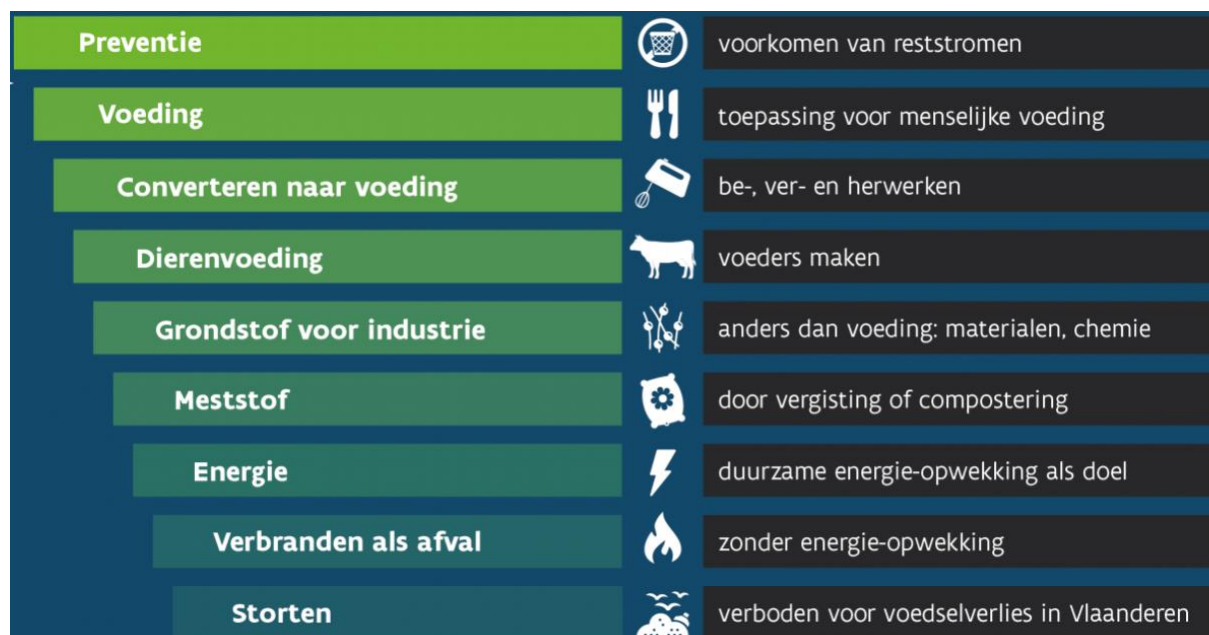 Preventie
voorkomen van reststromen
Voeding
toepassing voor menselijke voeding
Converteren naar voeding
be-, ver- en herwerken
Dierenvoeding
voeders maken
Grondstof voor industrie
anders dan voeding: materialen, chemie
Meststof
door vergisting of compostering
Energie
duurzame energie-opwekking als doel
Verbranden als afval
zonder energie-opwekking
Storten
verboden voor voedselverlies in Vlaanderen